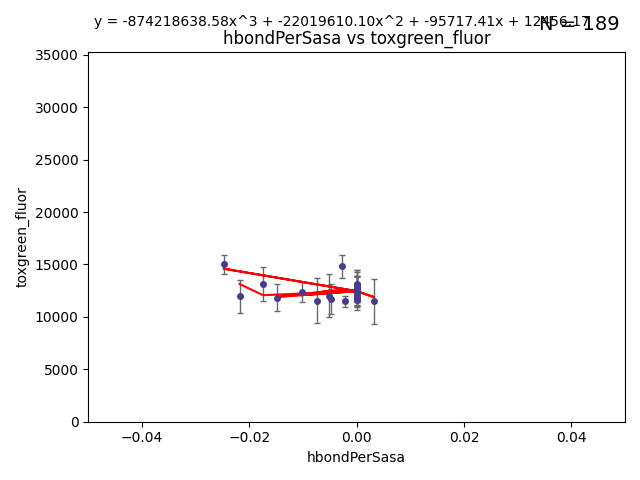 y = -874218638.58x^3 + -22019610.10x^2 + -95717.41x + 12456.17
N = 189
hbondPerSasa vs toxgreen_fluor
35000
30000
25000
20000
15000
10000
5000
0
toxgreen_fluor
−0.04
−0.02
0.00
0.02
0.04
hbondPerSasa